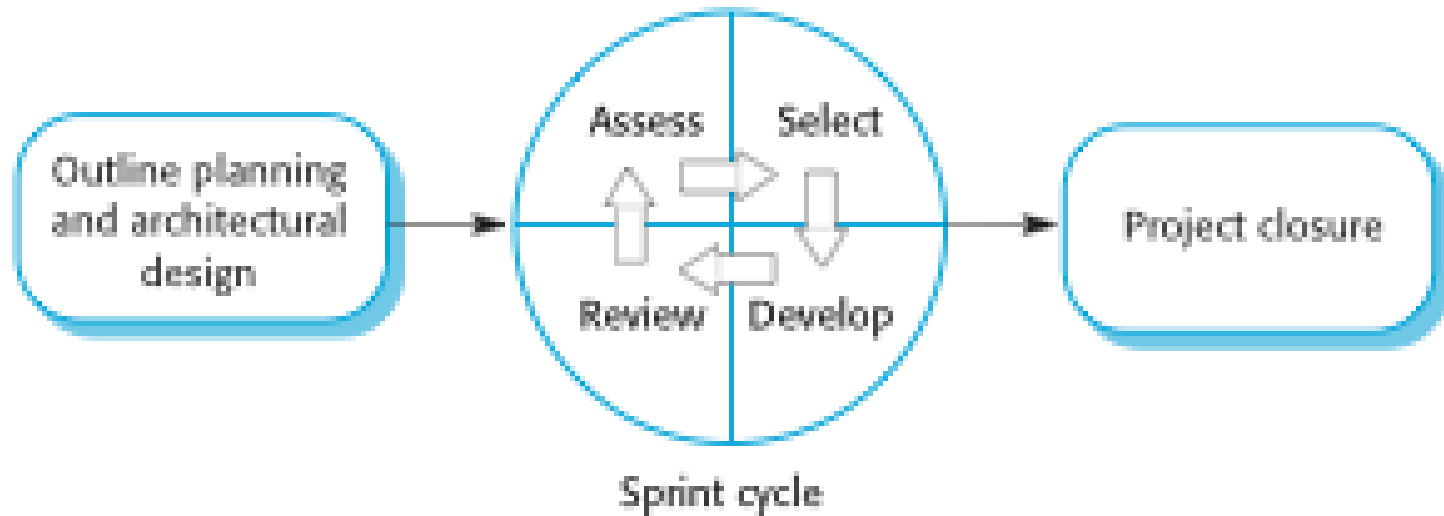 Outline planning
and architectural
design
Assess
Select
Review
Develop
Sprint cycle
Project closure